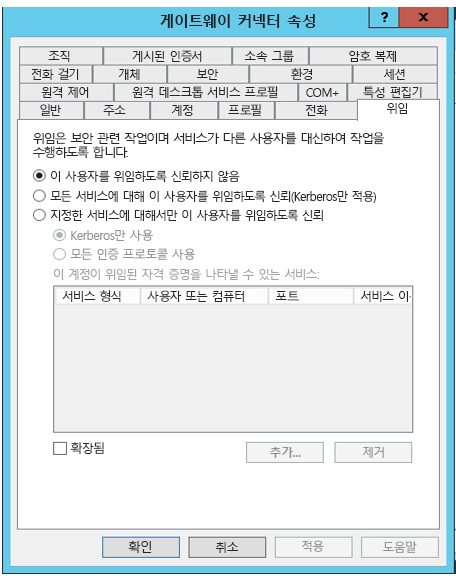 게이트웨이 커넥터 속성
? x
조직 게시된 인증서 소속 그룹 암호 복제
전화 걸기 개체 보안 환경 세션
원격 제어 원격 데스크톱 서비스 프로필 COM+ 특성 편집기
일반 주소 계정 프로필 전화 위임
위임은 보안 관련 작업이며 서비스가 다른 사용자를 대신하여 작업을
수행하도록 합니다.
이 사용자를 위임하도록 신뢰하지 않음
모든 서비스에 대해 이 사용자를 위임하도록 신뢰(Kerberos만 적용)
지정한 서비스에 대해서만 이 사용자를 위임하도록 신뢰
Kerberos만 사용
모든 인증 프로토콜 사용
이 계정이 위임된 자격 증명을 나타낼 수 있는 서비스:
서비스 형식 사용자 또는 컴퓨터 포트 서비스 이
확장됨 추가... 제거
확인 취소 적용 도움말